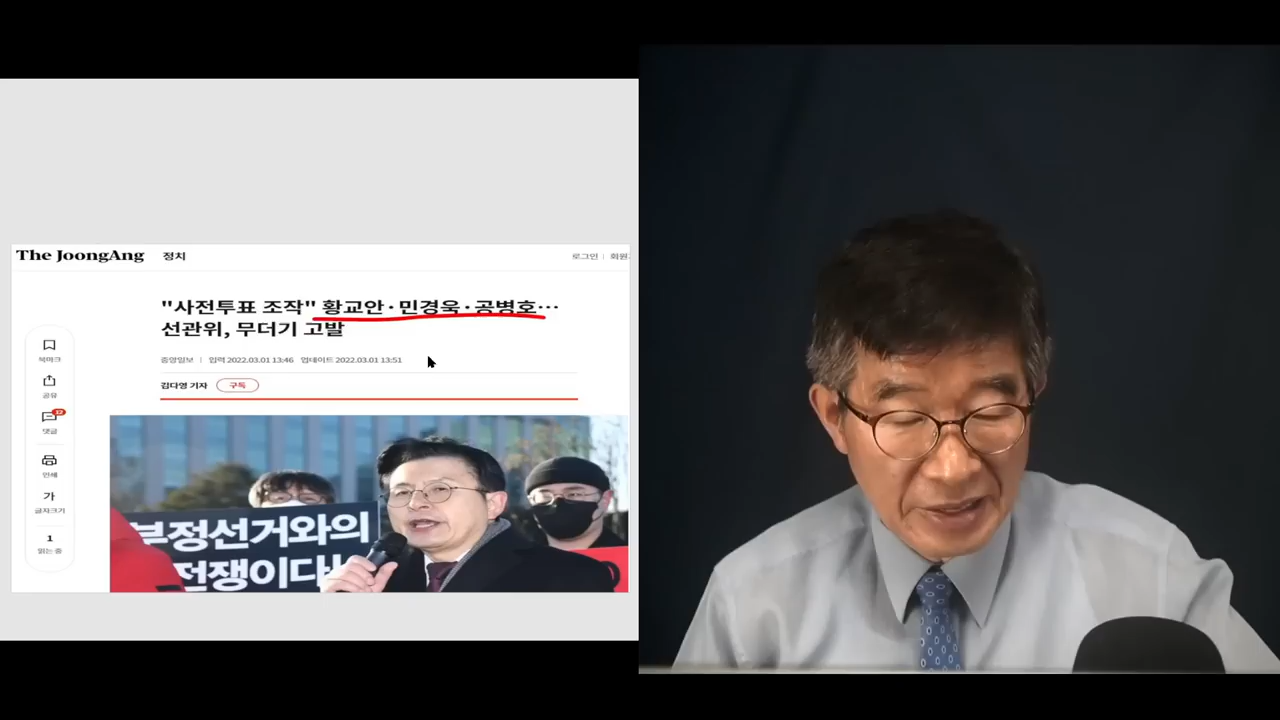 The JoongAng 정치
로그인 | 회원
"사전투표 조작" 황교안·민경욱·공병호…
선관위, 무더기 고발
중앙일보 | 입력 2022.03.01 13:46 업데이트 2022.03.01 13:51
김다영 기자 구독
북마크
공유
12
댓글
인쇄
가
글자크기
1
읽는 중
부정선거와의
전쟁이다!